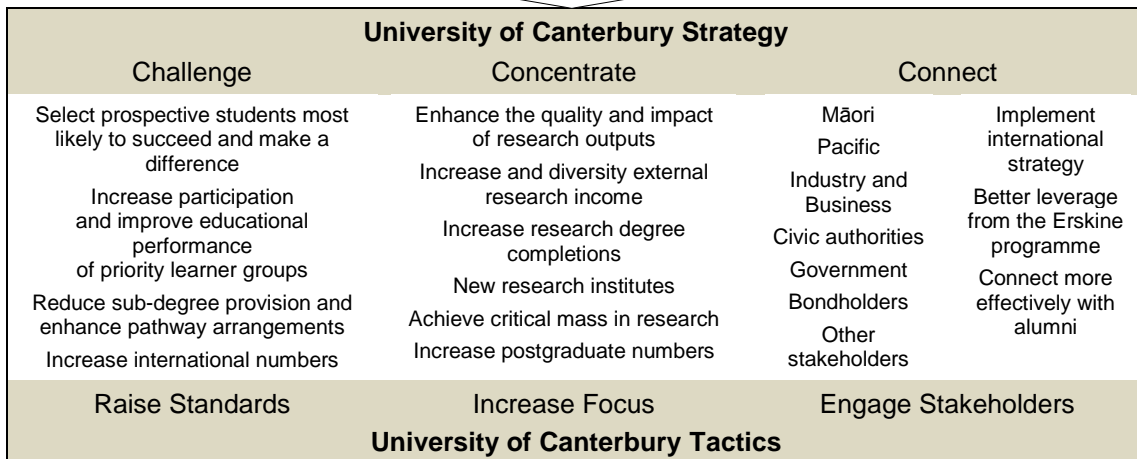 University of Canterbury Strategy
Challenge
Concentrate
Connect
Select prospective students most
likely to succeed and make a
difference
Increase participation
and improve educational
performance
of priority learner groups
Reduce sub-degree provision and
enhance pathway arrangements
Increase international numbers
Enhance the quality and impact
of research outputs
Increase and diversity external
research income
Increase research degree
completions
New research institutes
Achieve critical mass in research
Increase postgraduate numbers
Māori
Pacific
Industry and
Business
Civic authorities
Government
Bondholders
Other
stakeholders
Implement
international
strategy
Better leverage
from the Erskine
programme
Connect more
effectively with
alumni
Raise Standards
Increase Focus
Engage Stakeholders
University of Canterbury Tactics